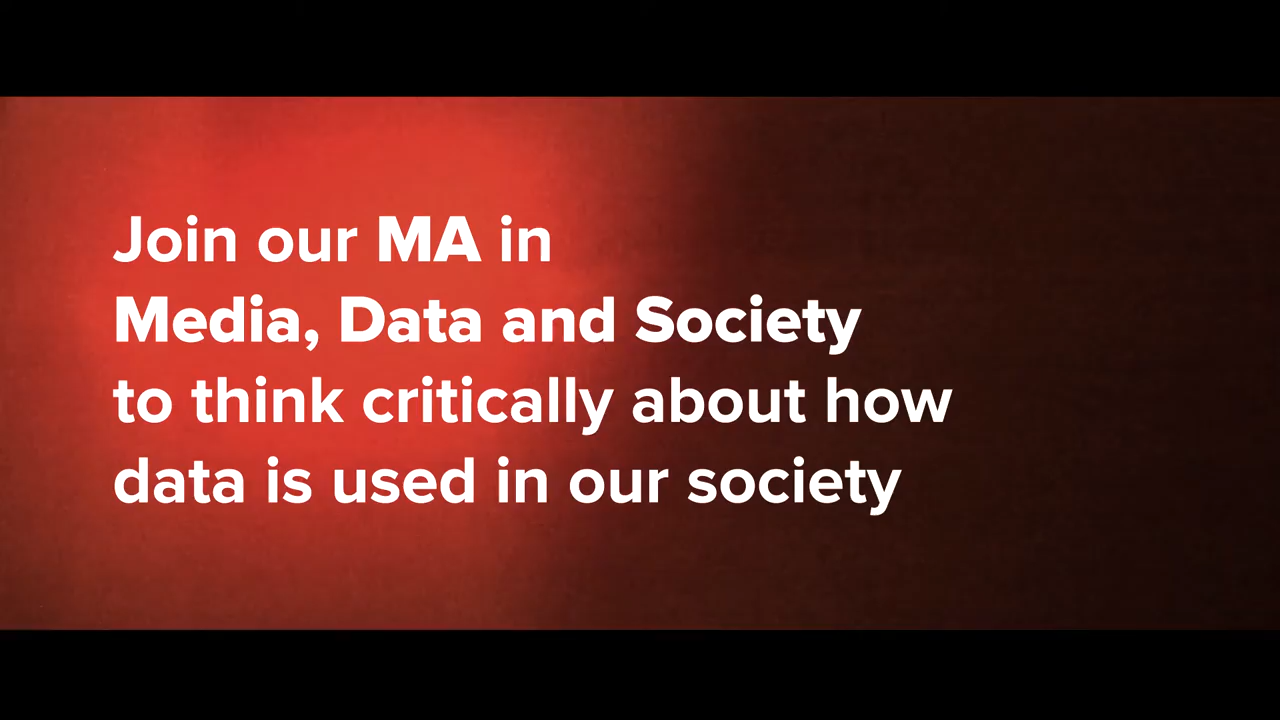 Join our MA in
Media, Data and Society
to think critically about how
data is used in our society